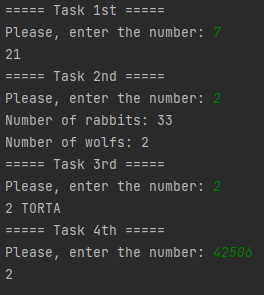 ===== Task 1st =====
Please, enter the number: 7
21
===== Task 2nd =====
Please, enter the number: 2
Number of rabbits: 33
Number of wolfs: 2
===== Task 3rd =====
Please, enter the number: 2
2 TORTA
===== Task 4th =====
Please, enter the number: 42506
2